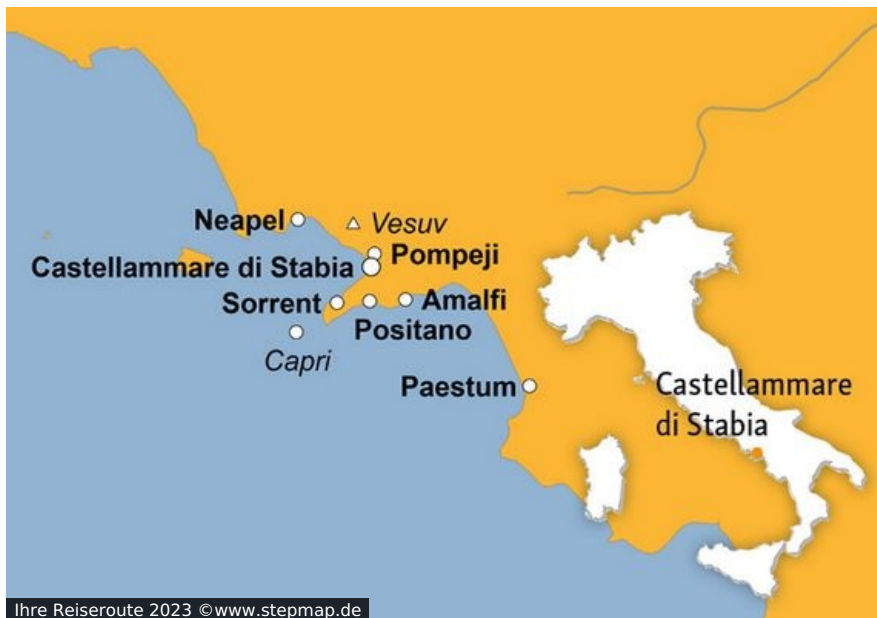 Neapel
Vesuv
Pompeji
Castellammare di Stabia
Sorrent
Amalfi
Positano
Capri
Paestum
Castellammare
di Stabia
Ihre Reiseroute 2023 ©www.stepmap.de